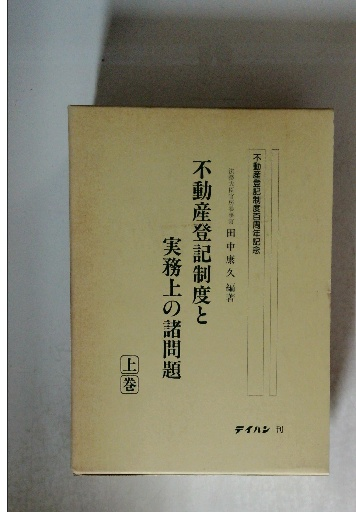 不動産登記制度百周年記念
田中康久 編著
不動産登記制度と
実務上の諸問題
上巻
テイハン 刊